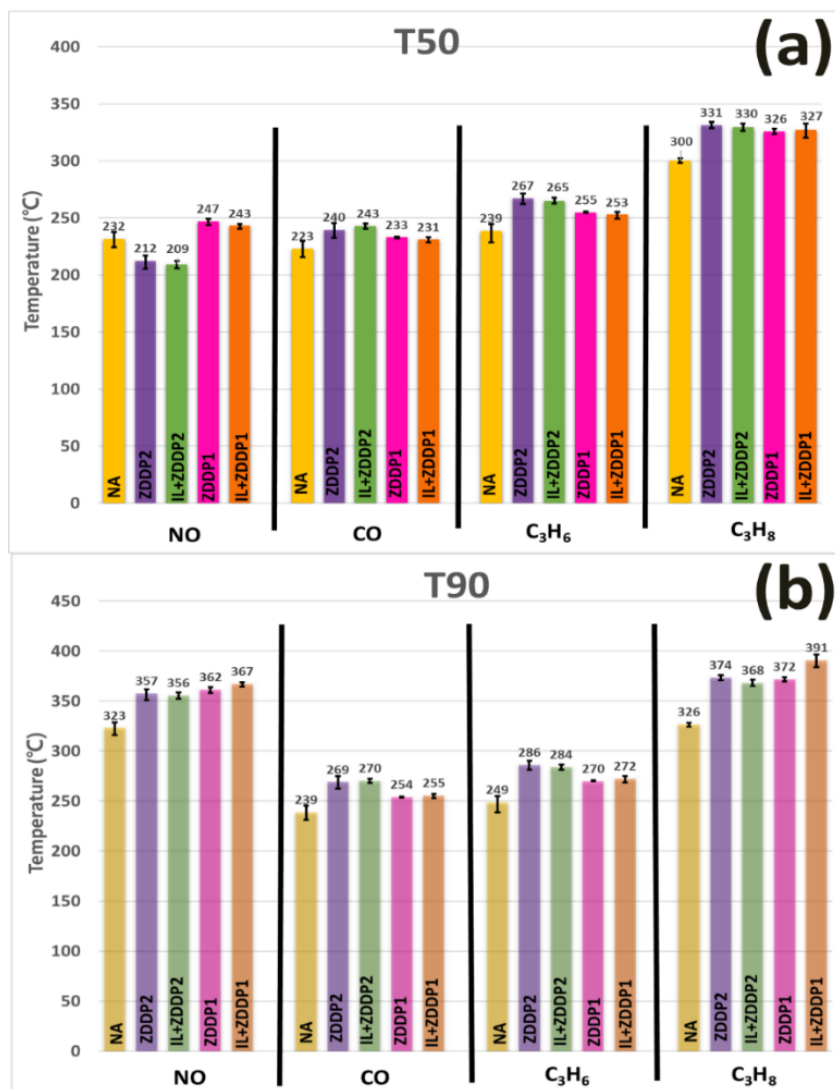 T50
(a)
Temperature (°C)
400
350
300
250
200
150
100
50
0
232
212
209
247
243
223
240
243
233
231
239
267
265
255
253
300
331
330
326
327
NA
ZDDP2
IL+ZDDP2
ZDDP1
IL+ZDDP1
NA
ZDDP2
IL+ZDDP2
ZDDP1
IL+ZDDP1
NA
ZDDP2
IL+ZDDP2
ZDDP1
IL+ZDDP1
NA
ZDDP2
IL+ZDDP2
ZDDP1
IL+ZDDP1
NO
CO
C₃H₆
C₃H₈
T90
(b)
Temperature (°C)
450
400
350
300
250
200
150
100
50
0
323
357
356
362
367
239
269
270
254
255
249
286
284
270
272
326
374
368
372
391
NA
ZDDP2
IL+ZDDP2
ZDDP1
IL+ZDDP1
NA
ZDDP2
IL+ZDDP2
ZDDP1
IL+ZDDP1
NA
ZDDP2
IL+ZDDP2
ZDDP1
IL+ZDDP1
NA
ZDDP2
IL+ZDDP2
ZDDP1
IL+ZDDP1
NO
CO
C₃H₆
C₃H₈